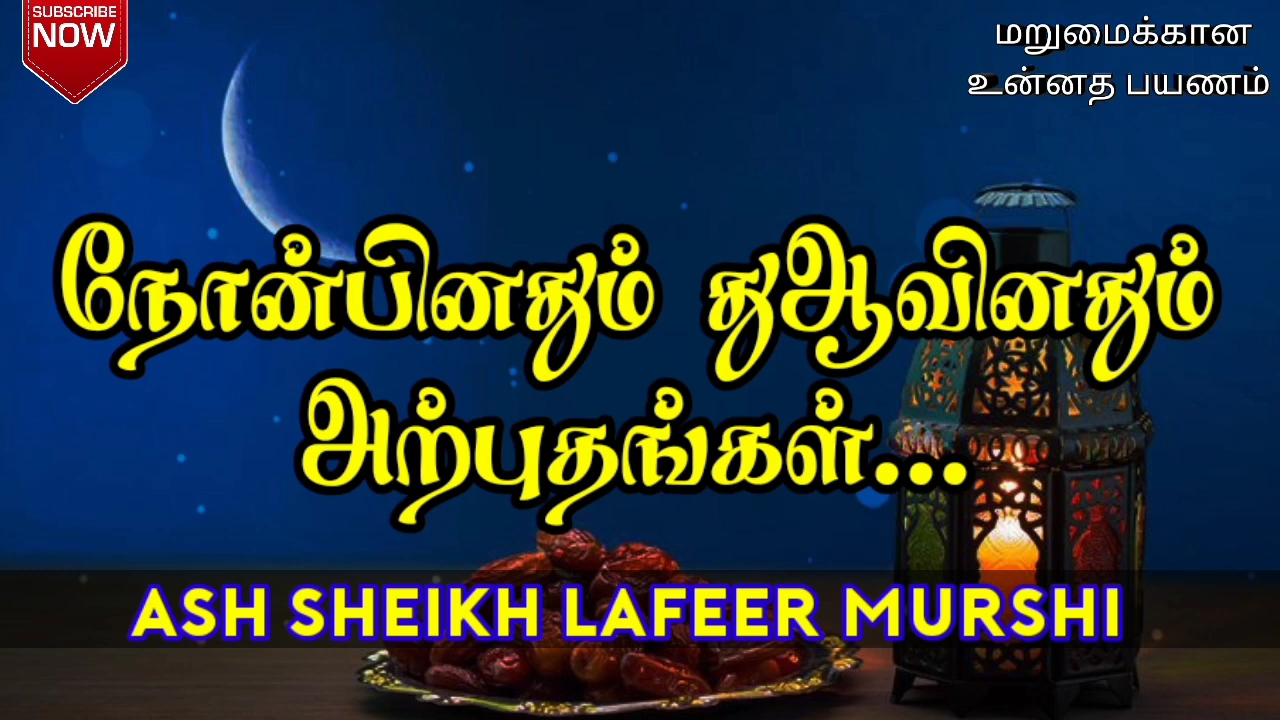 SUBSCRIBE
NOW
மறுமைக்கான
உன்னத பயணம்
நோன்பினதும் துஆவினதும்
அற்புதங்கள்...
ASH SHEIKH LAFEER MURSHI